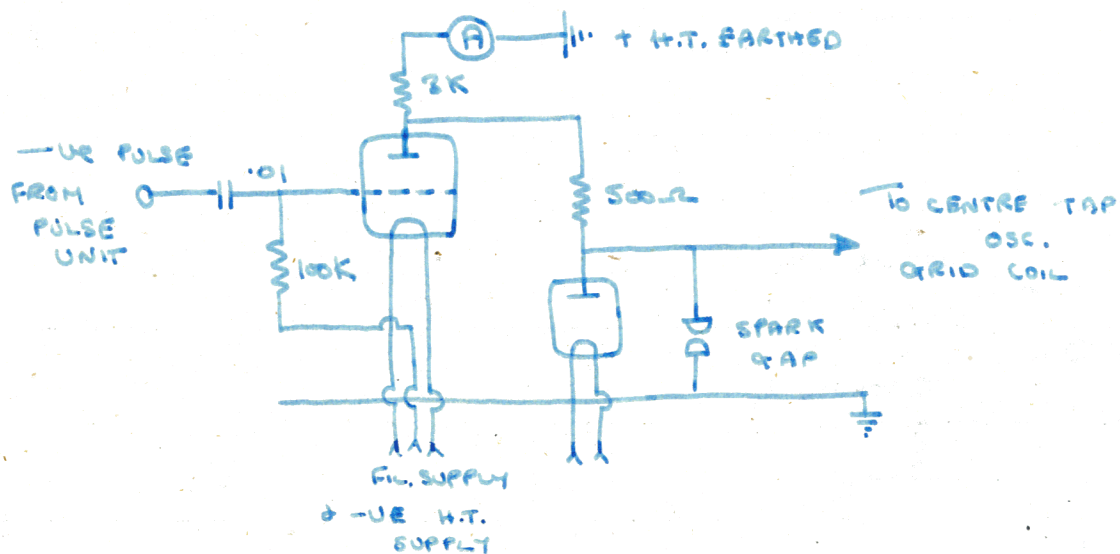 A
+ H.T. EARTHED
2K
-VE PULSE
FROM
PULSE
UNIT
.01
100K
500Ω
TO CENTRE TAP
OSC.
GRID COIL
SPARK
GAP
FIL. SUPPLY
& -VE H.T.
SUPPLY